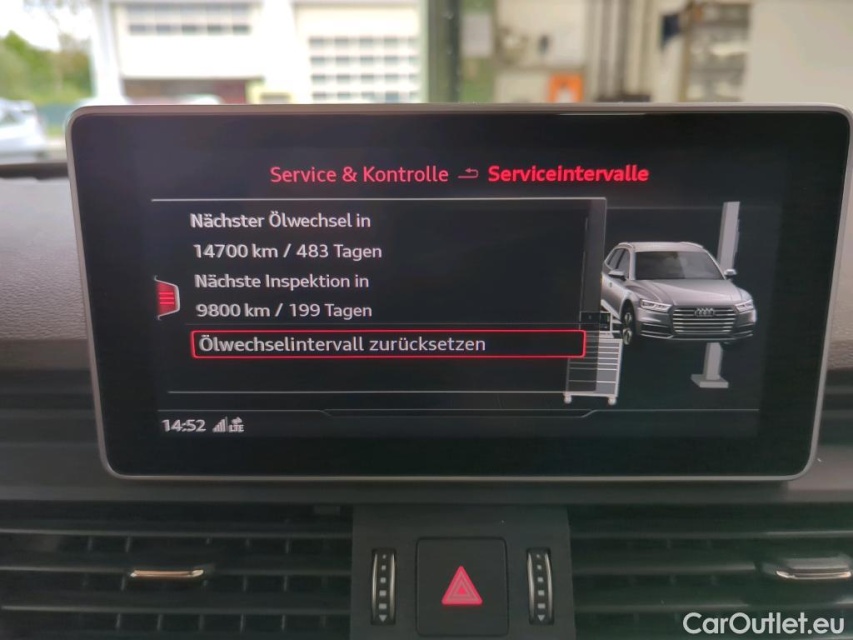 Service & Kontrolle Serviceintervalle
Nächster Ölwechsel in
14700 km / 483 Tagen
Nächste Inspektion in
9800 km / 199 Tagen
Ölwechselintervall zurücksetzen
14:52 LTE
CarOutlet.eu